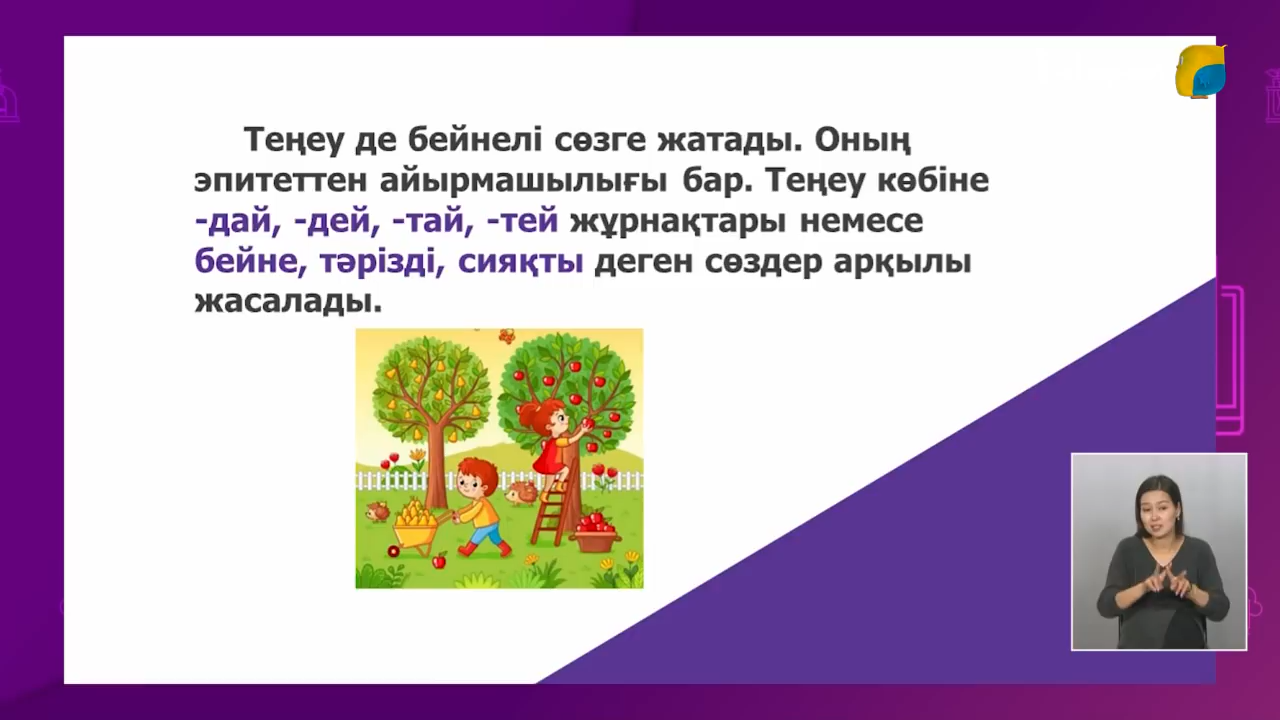 Теңеу де бейнелі сөзге жатады. Оның
эпитеттен айырмашылығы бар. Теңеу көбіне
-дай, -дей, -тай, -тей жұрнақтары немесе
бейне, тәрізді, сияқты деген сөздер арқылы
жасалады.